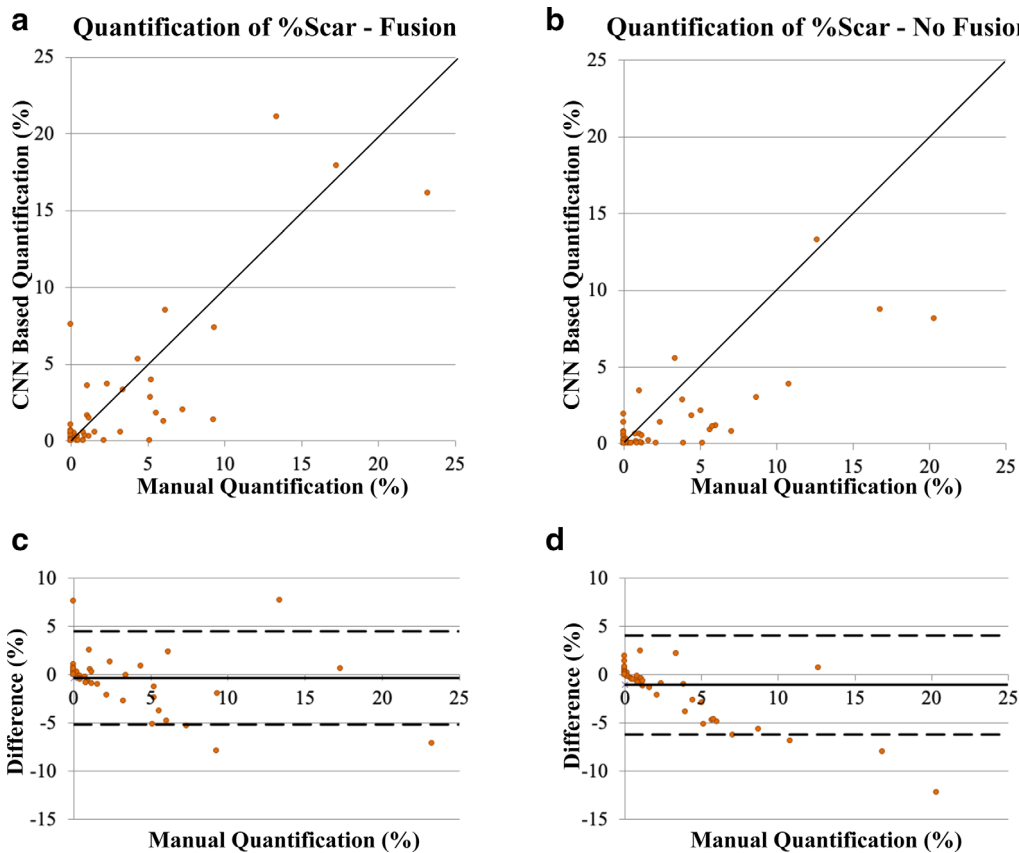 a
Quantification of %Scar - Fusion
CNN Based Quantification (%)
25
20
15
10
5
0
0 5 10 15 20 25
Manual Quantification (%)
b
Quantification of %Scar - No Fusion
CNN Based Quantification (%)
25
20
15
10
5
0
0 5 10 15 20 25
Manual Quantification (%)
c
Difference (%)
10
5
0
-5
-10
-15
0 5 10 15 20 25
Manual Quantification (%)
d
Difference (%)
10
5
0
-5
-10
-15
0 5 10 15 20 25
Manual Quantification (%)